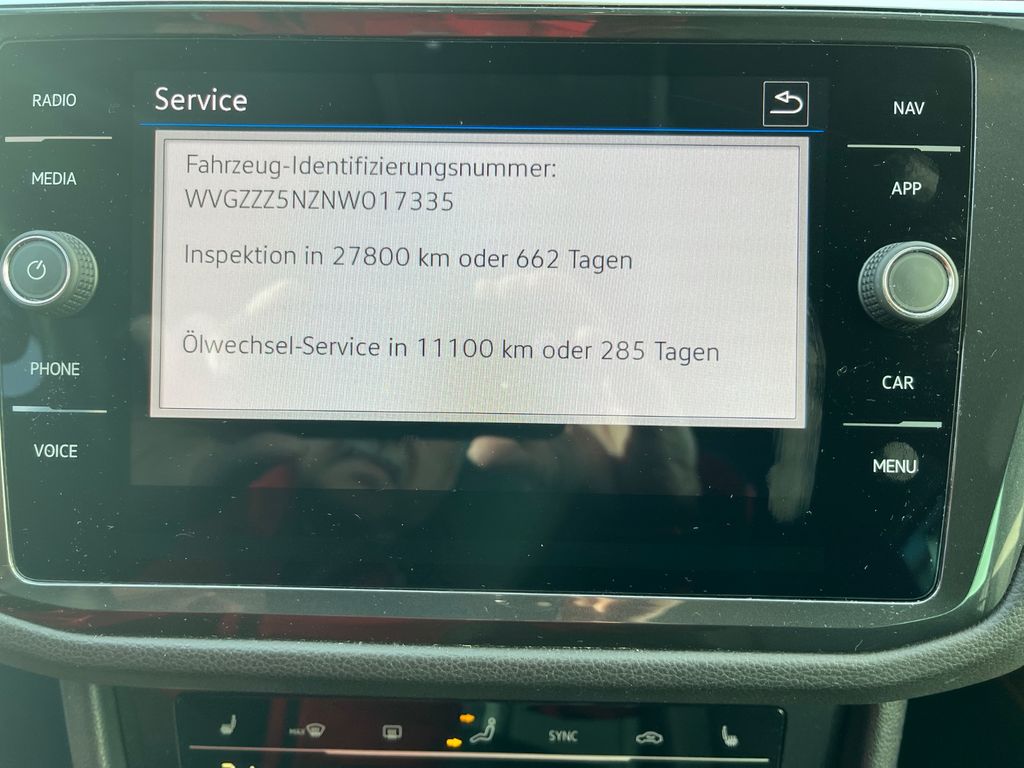 RADIO
Service
NAV
MEDIA
Fahrzeug-Identifizierungsnummer:
WVGZZZ5NZNW017335
APP
Inspektion in 27800 km oder 662 Tagen
Ölwechsel-Service in 11100 km oder 285 Tagen
PHONE
CAR
VOICE
MENU
MAX
SYNC